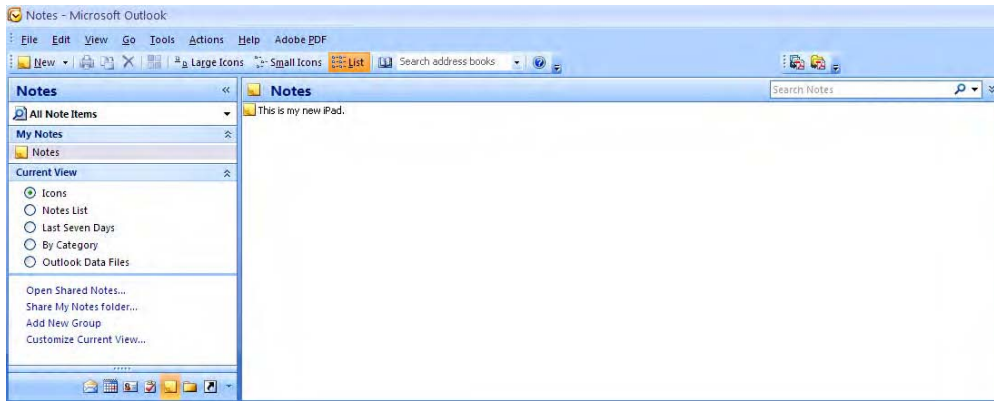 Notes - Microsoft Outlook
File Edit View Go Tools Actions Help Adobe PDF
New Large Icons Small Icons List Search address books
Notes
All Note Items
My Notes
Notes
Current View
Icons
Notes List
Last Seven Days
By Category
Outlook Data Files
Open Shared Notes...
Share My Notes folder...
Add New Group
Customize Current View...
Notes Search Notes
This is my new iPad.